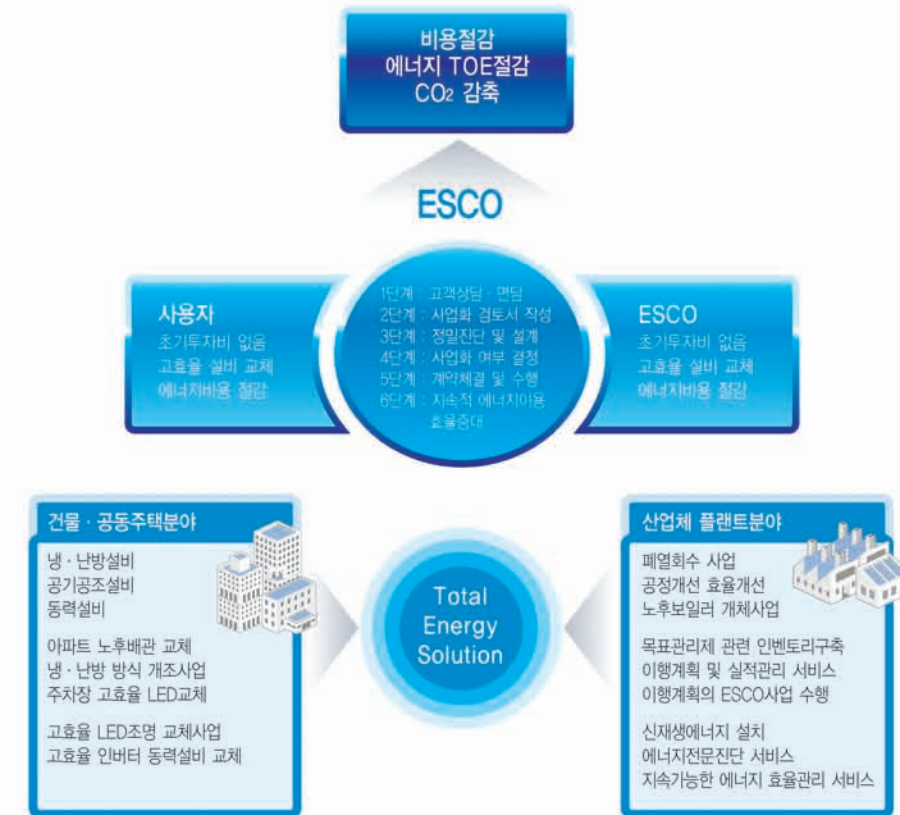 비용절감
에너지 TOE절감
CO₂ 감축
ESCO
사용자
초기투자비 없음
고효율 설비 교체
에너지비용 절감
1단계 : 고객상담 · 면담
2단계 : 사업화 검토서 작성
3단계 : 정밀진단 및 설계
4단계 : 사업화 여부 결정
5단계 : 계약체결 및 수행
6단계 : 지속적 에너지이용
효율증대
ESCO
초기투자비 없음
고효율 설비 교체
에너지비용 절감
건물 · 공동주택분야
냉 · 난방설비
공기공조설비
동력설비
아파트 노후배관 교체
냉 · 난방 방식 개조사업
주차장 고효율 LED교체
고효율 LED조명 교체사업
고효율 인버터 동력설비 교체
Total
Energy
Solution
산업체 플랜트분야
폐열회수 사업
공정개선 효율개선
노후보일러 개체사업
목표관리제 관련 인벤토리구축
이행계획 및 실적관리 서비스
이행계획의 ESCO사업 수행
신재생에너지 설치
에너지전문진단 서비스
지속가능한 에너지 효율관리 서비스